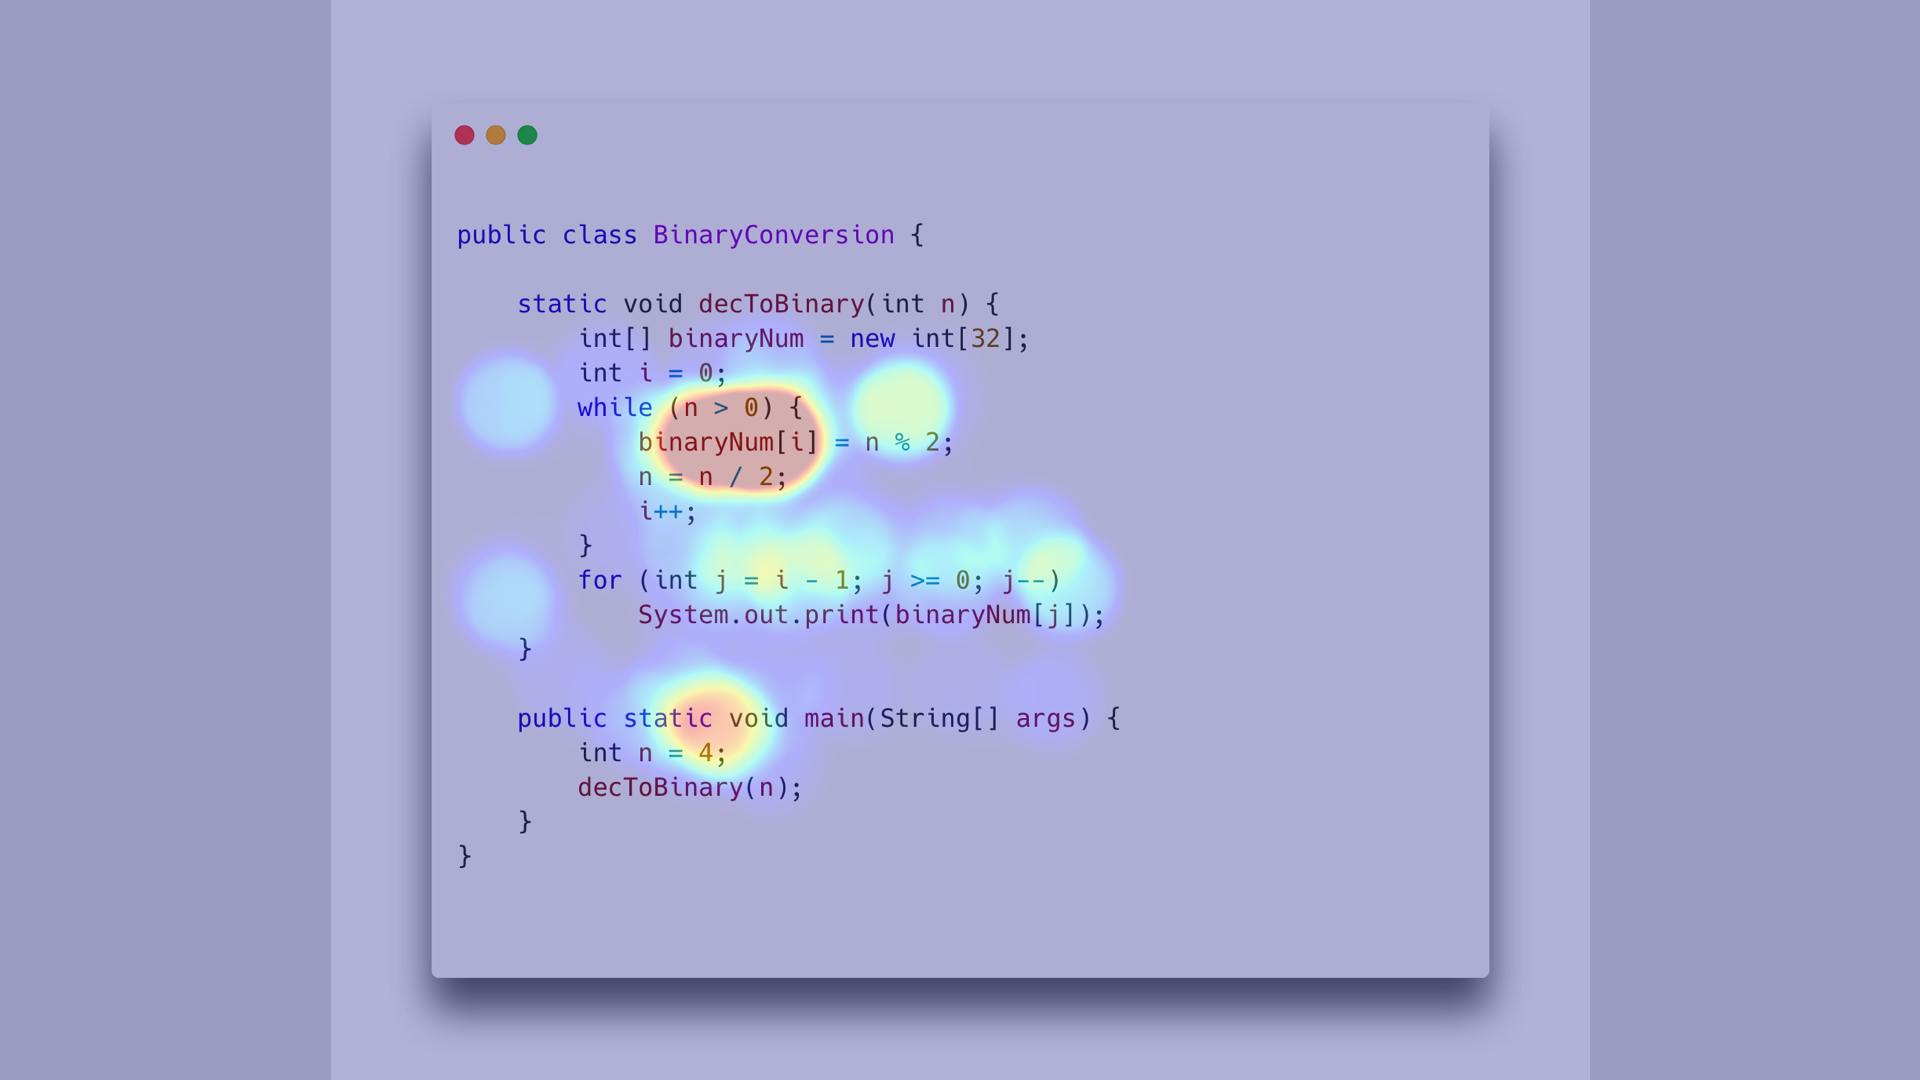 public class BinaryConversion {
static void decToBinary(int n) {
int[] binaryNum = new int[32];
int i = 0;
while (n > 0) {
binaryNum[i] = n % 2;
n = n / 2;
i++;
}
for (int j = i - 1; j >= 0; j--)
System.out.print(binaryNum[j]);
}
public static void main(String[] args) {
int n = 4;
decToBinary(n);
}
}